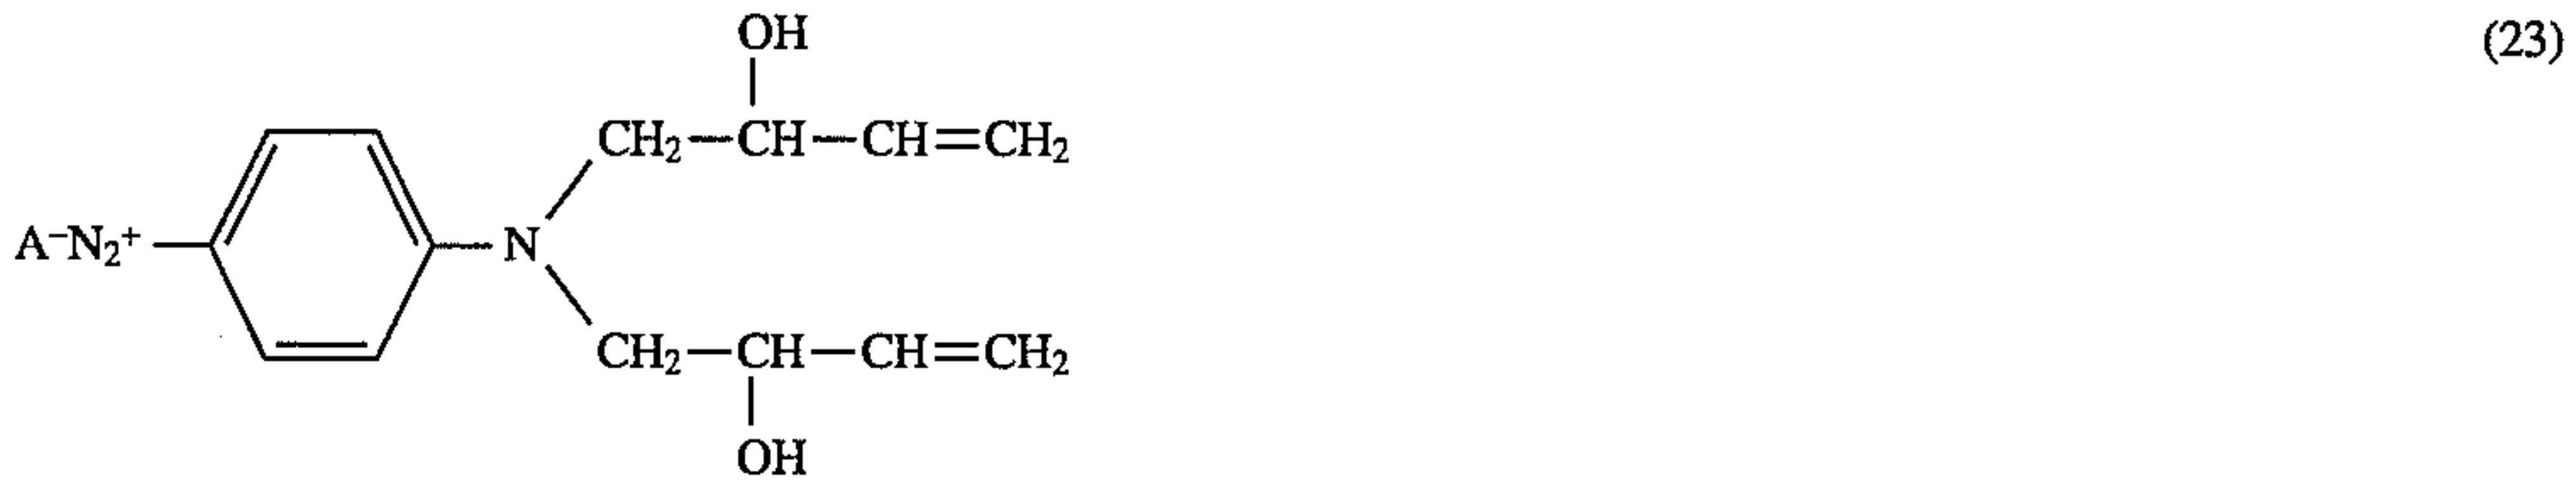 OH (23)
CH₂—CH—CH=CH₂
A⁻N₂⁺ N
CH₂—CH—CH=CH₂
OH